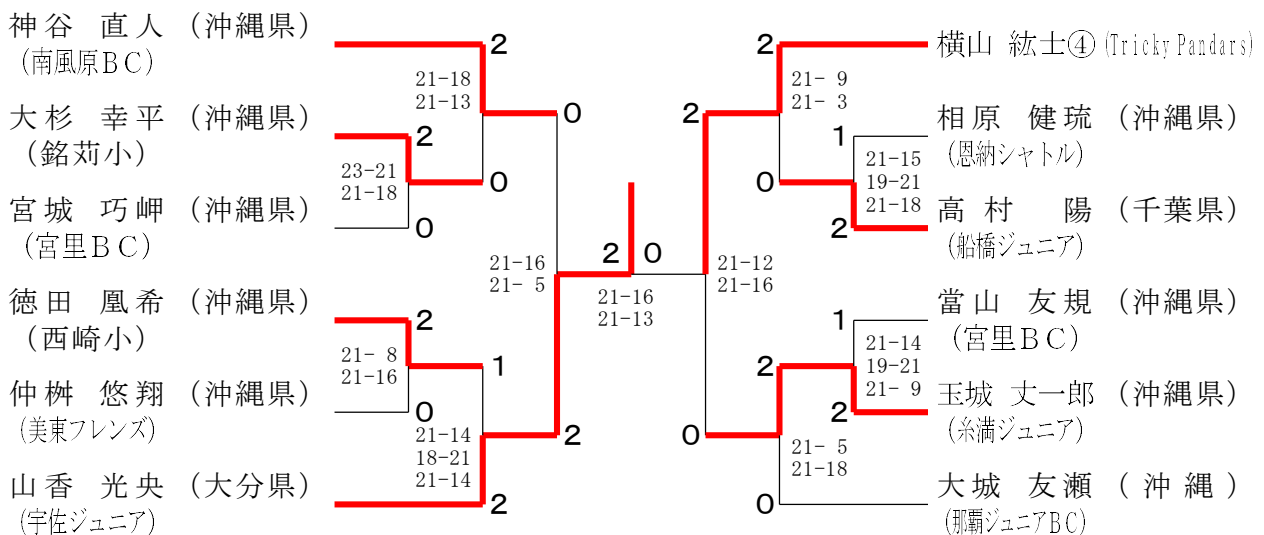 神谷 直人 (沖縄県)
(南風原BC)
大杉 幸平 (沖縄県)
(銘苅小)
宮城 巧岬 (沖縄県)
(宮里BC)
徳田 凰希 (沖縄県)
(西崎小)
仲桝 悠翔 (沖縄県)
(美東フレンズ)
山香 光央 (大分県)
(宇佐ジュニア)
2
21-18
21-13
2
23-21
21-18
0
0
0
2
21- 8
21-16
0
1
21-14
18-21
21-14
2
2
21-16
21- 5
2 0
21-16
21-13
2
21- 9
21- 3
2
1
21-15
19-21
21-18
0
2
21-12
21-16
1
21-14
19-21
21- 9
2
2
0
21- 5
21-18
0
横山 紘士④ (Tricky Pandars)
相原 健琉 (沖縄県)
(恩納シャトル)
高村 陽 (千葉県)
(船橋ジュニア)
當山 友規 (沖縄県)
(宮里BC)
玉城 丈一郎 (沖縄県)
(糸満ジュニア)
大城 友瀬 (沖縄)
(那覇ジュニアBC)